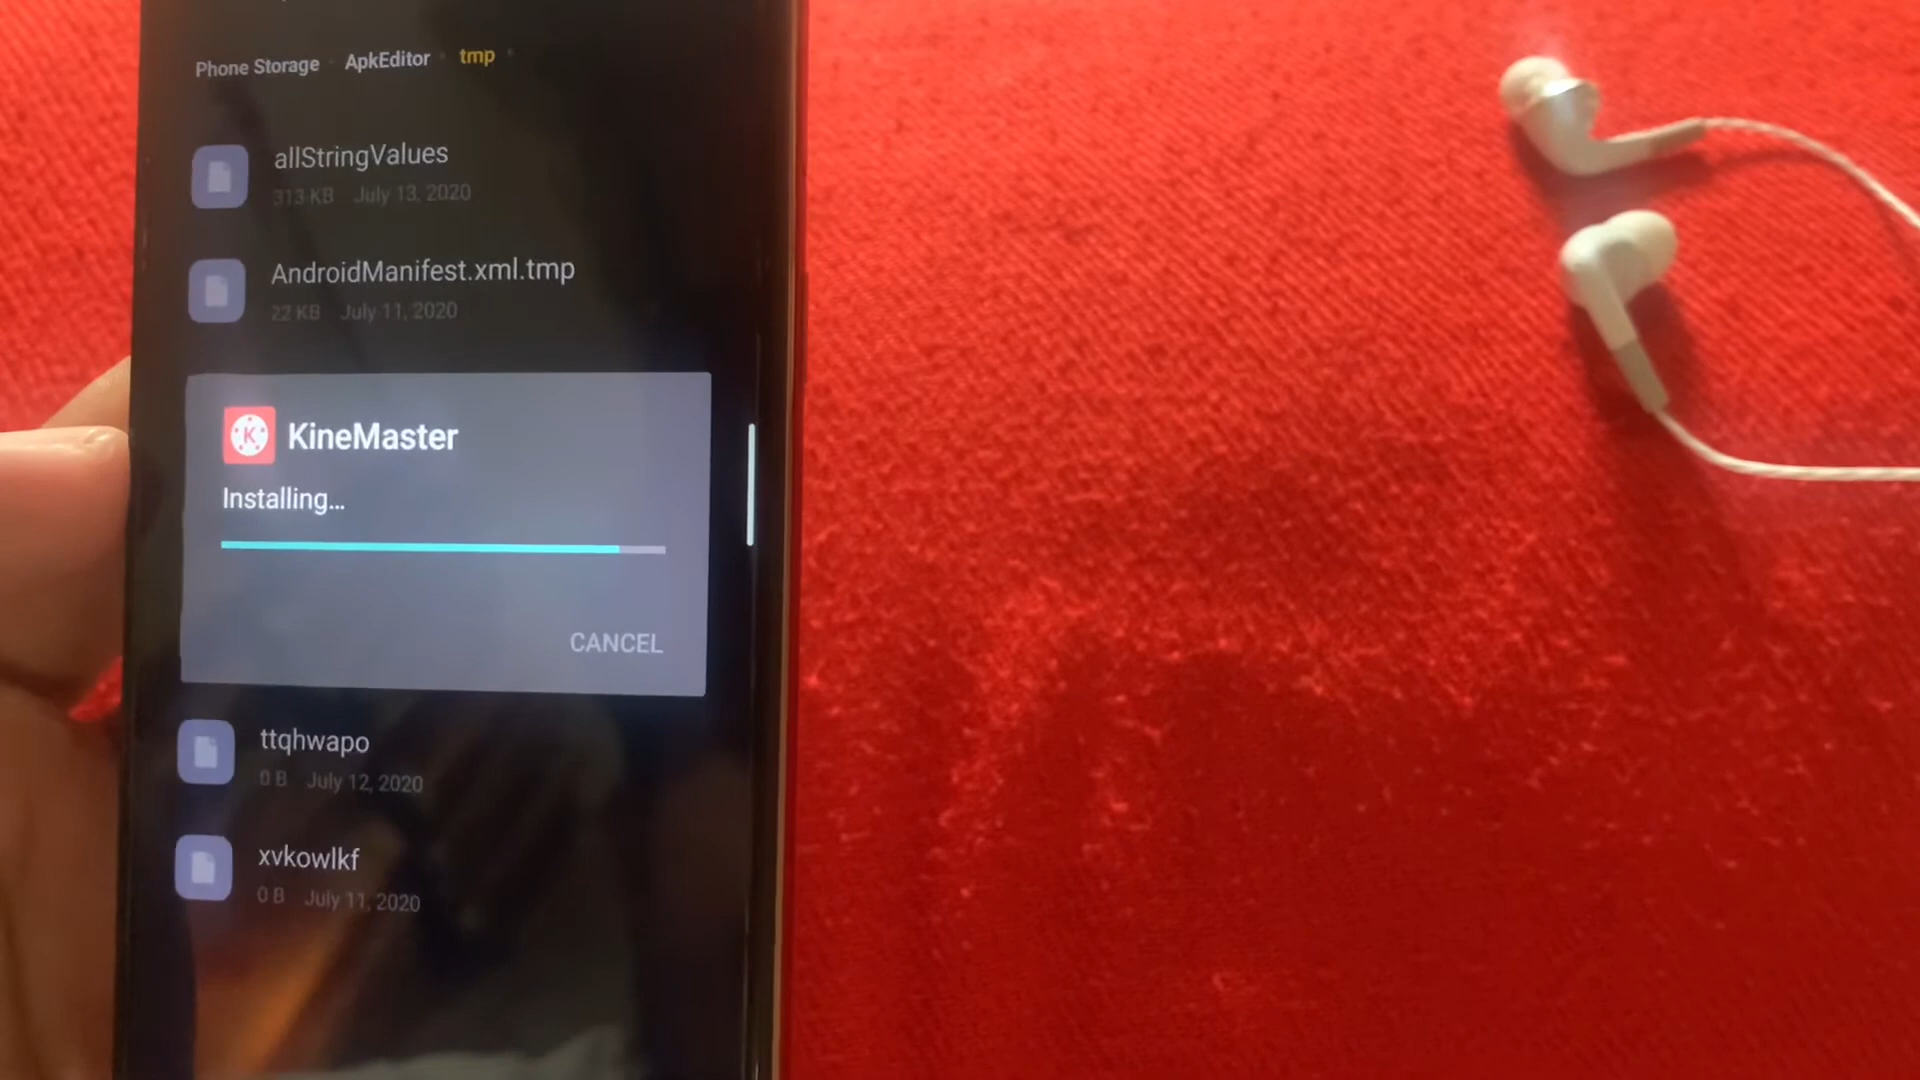 Phone Storage ApkEditor tmp
allStringValues
313 KB July 13, 2020
AndroidManifest.xml.tmp
22 KB July 11, 2020
K KineMaster
Installing...
CANCEL
ttqhwapo
0 B July 12, 2020
xvkowlkf
0 B July 11, 2020